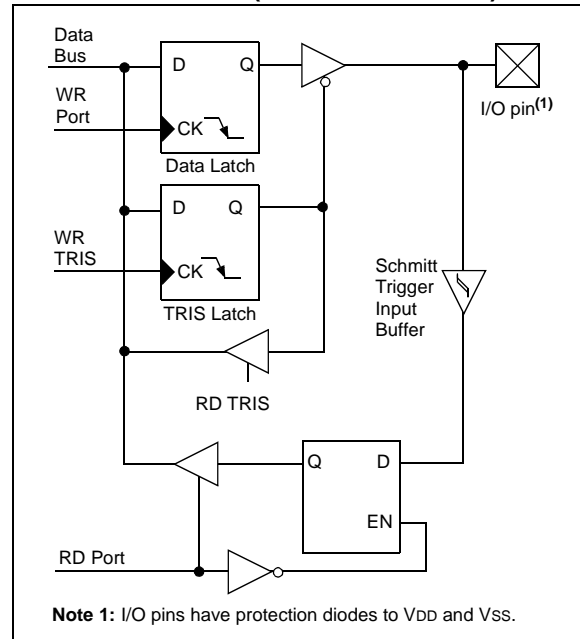 Data
Bus
D Q
WR
Port
CK
Data Latch
I/O pin(1)
D Q
WR
TRIS
CK
TRIS Latch
Schmitt
Trigger
Input
Buffer
RD TRIS
Q D
EN
RD Port
Note 1: I/O pins have protection diodes to VDD and VSS.